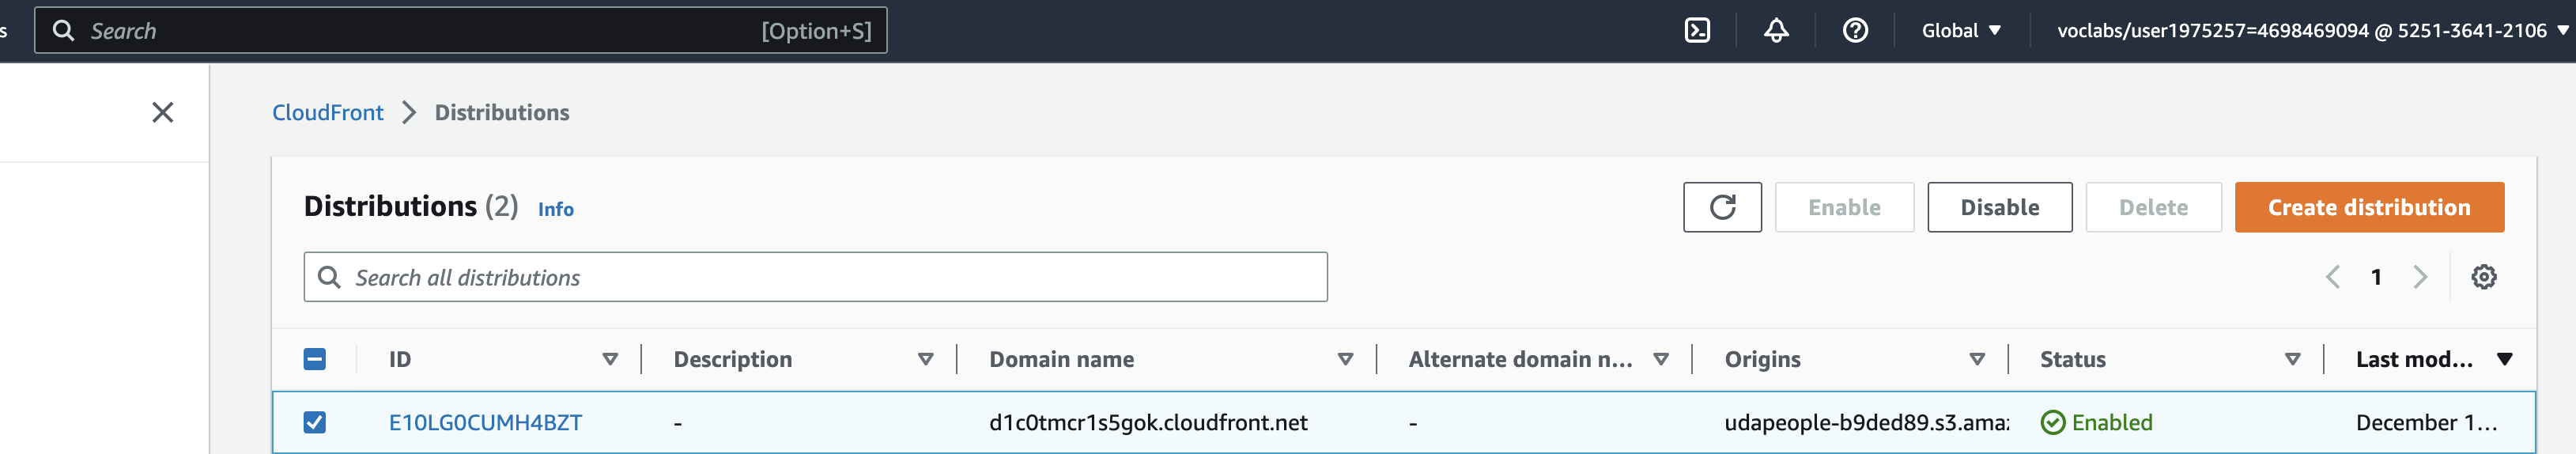 s Search [Option+S] Global voclabs/user1975257=4698469094 @ 5251-3641-2106
CloudFront Distributions
Distributions (2) Info Enable Disable Delete Create distribution
Search all distributions 1
ID Description Domain name Alternate domain n... Origins Status Last mod...
E10LG0CUMH4BZT - d1c0tmcr1s5gok.cloudfront.net - udapeople-b9ded89.s3.ama Enabled December 1...